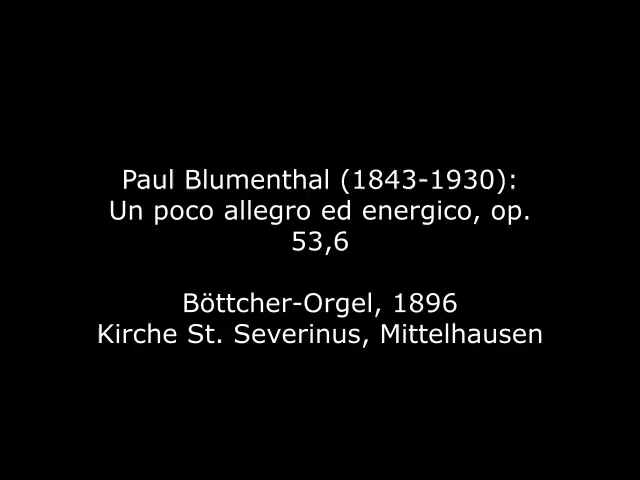 Paul Blumenthal (1843-1930):
Un poco allegro ed energico, op.
53,6
Böttcher-Orgel, 1896
Kirche St. Severinus, Mittelhausen